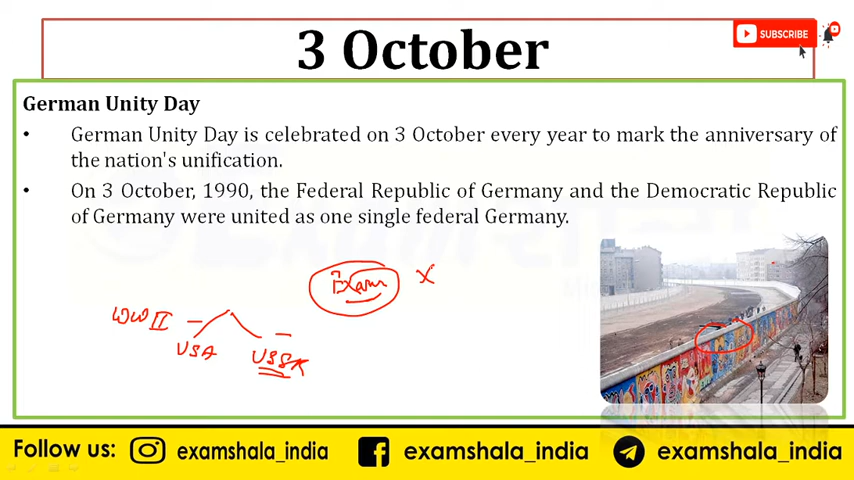 3 October
SUBSCRIBE
German Unity Day
• German Unity Day is celebrated on 3 October every year to mark the anniversary of
the nation's unification.
• On 3 October, 1990, the Federal Republic of Germany and the Democratic Republic
of Germany were united as one single federal Germany.
Exam X
WW II
USA USSR
Follow us: examshala_india examshala_india examshala_india